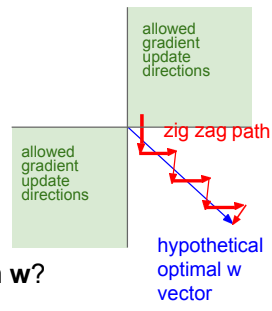 allowed
gradient
update
directions
zig zag path
allowed
gradient
update
directions
hypothetical
optimal w
vector
w?